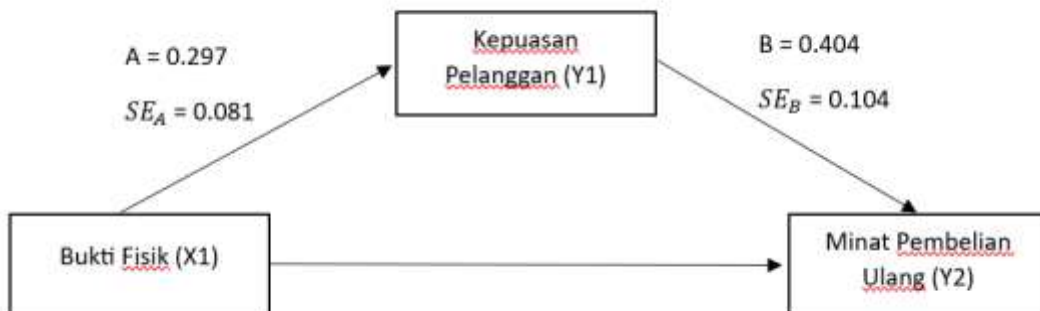 A = 0.297
SE_A = 0.081
Kepuasan
Pelanggan (Y1)
B = 0.404
SE_B = 0.104
Bukti Fisik (X1)
Minat Pembelian
Ulang (Y2)